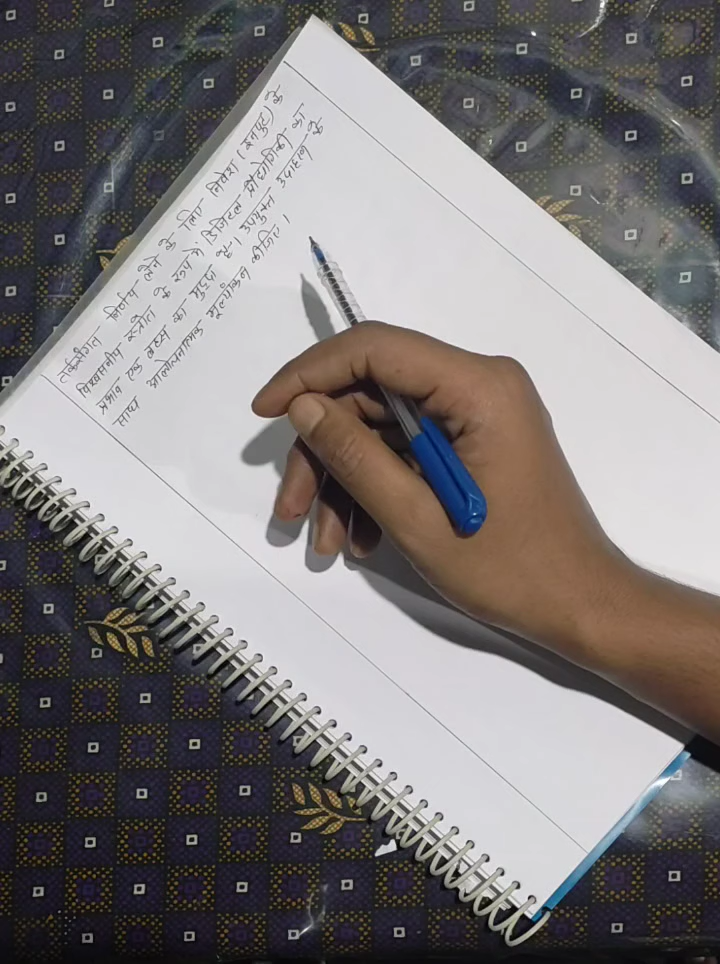 तर्कसंगत निर्णय लेने के लिए निवेश (इनपुट) के
विश्वसनीय स्त्रोत के रूप में, डिजिटल प्रौद्योगिकी का
प्रभाव एक बहस का मुद्दा है। उपयुक्त उदाहरण के
साथ आलोचनात्मक मूल्यांकन कीजिए।